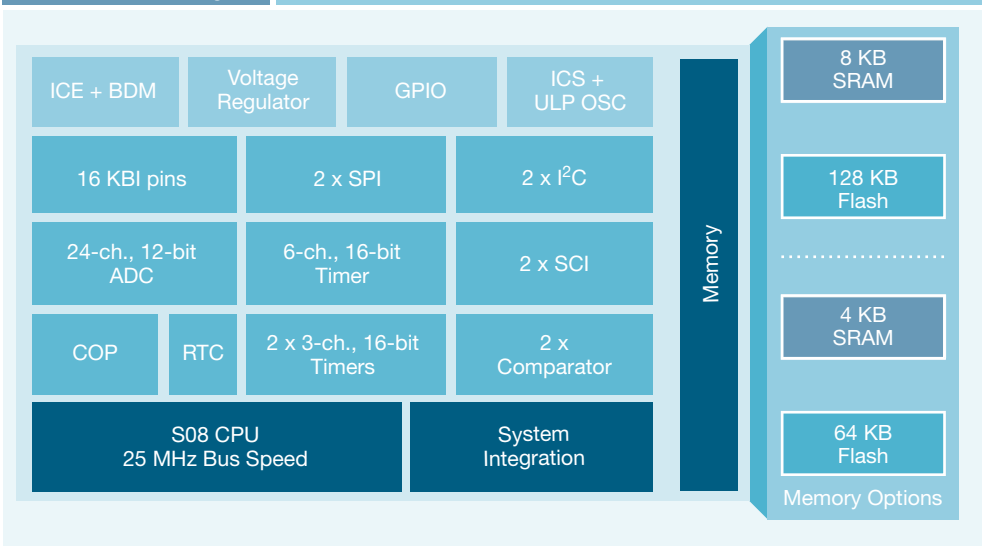 ICE + BDM
Voltage
Regulator
GPIO
ICS +
ULP OSC
16 KBI pins
2 x SPI
2 x I²C
24-ch., 12-bit
ADC
6-ch., 16-bit
Timer
2 x SCI
COP
RTC
2 x 3-ch., 16-bit
Timers
2 x
Comparator
S08 CPU
25 MHz Bus Speed
System
Integration
Memory
8 KB
SRAM
128 KB
Flash
4 KB
SRAM
64 KB
Flash
Memory Options